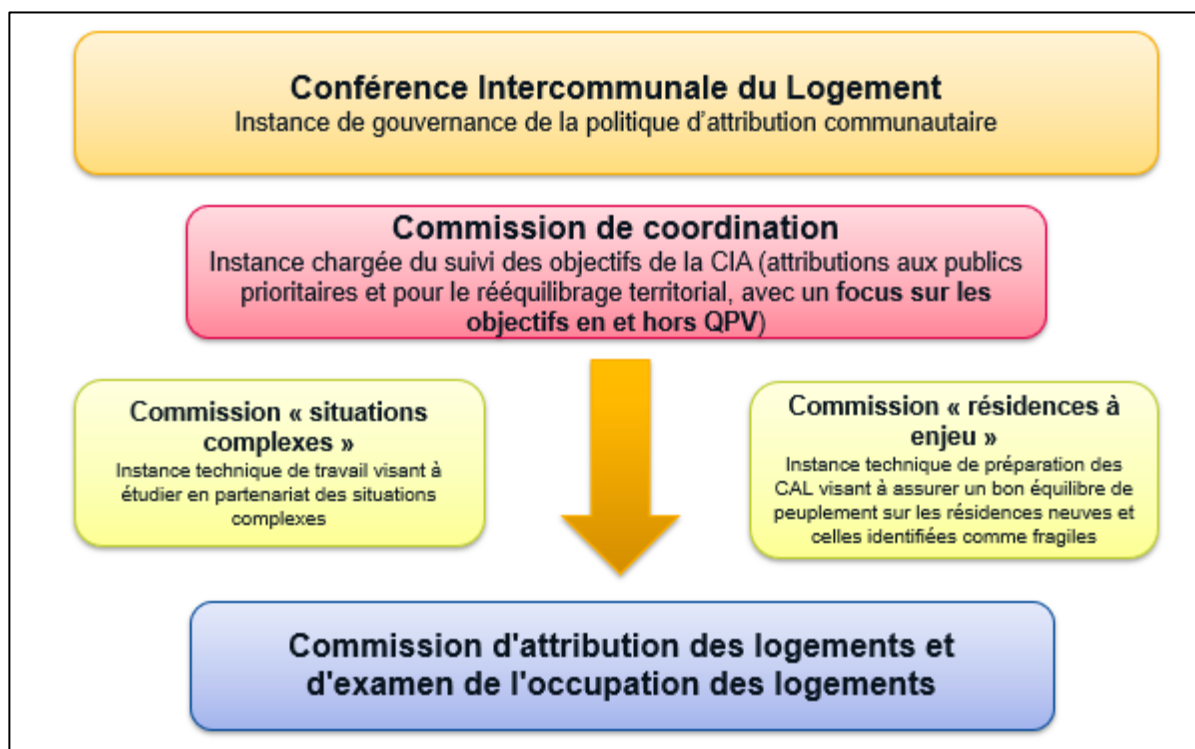 Conférence Intercommunale du Logement
Instance de gouvernance de la politique d'attribution communautaire
Commission de coordination
Instance chargée du suivi des objectifs de la CIA (attributions aux publics
prioritaires et pour le rééquilibrage territorial, avec un focus sur les
objectifs en et hors QPV)
Commission « situations
complexes »
Instance technique de travail visant à
étudier en partenariat des situations
complexes
Commission « résidences à
enjeu »
Instance technique de préparation des
CAL visant à assurer un bon équilibre de
peuplement sur les résidences neuves et
celles identifiées comme fragiles
Commission d'attribution des logements et
d'examen de l'occupation des logements